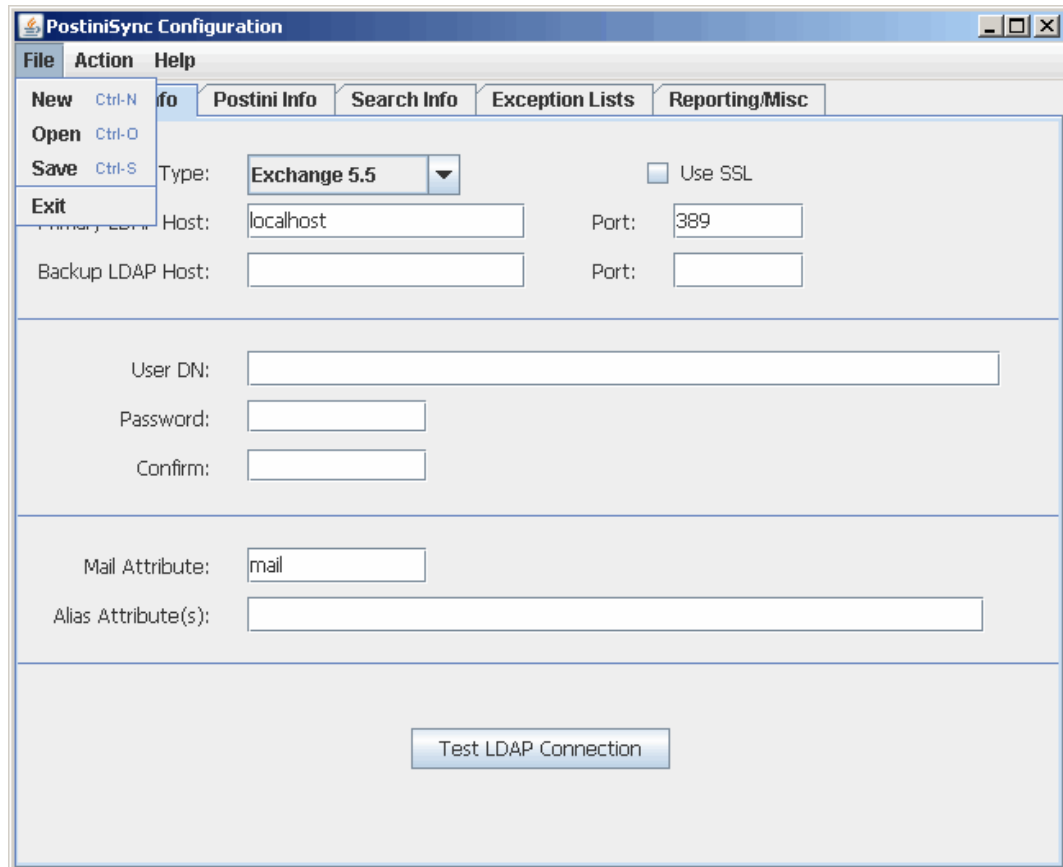 PostiniSync Configuration
File Action Help
New Ctrl-N
Open Ctrl-O
Save Ctrl-S
Exit
Postini Info Search Info Exception Lists Reporting/Misc
Type: Exchange 5.5 Use SSL
Host: localhost Port: 389
Backup LDAP Host: Port:
User DN:
Password:
Confirm:
Mail Attribute: mail
Alias Attribute(s):
Test LDAP Connection